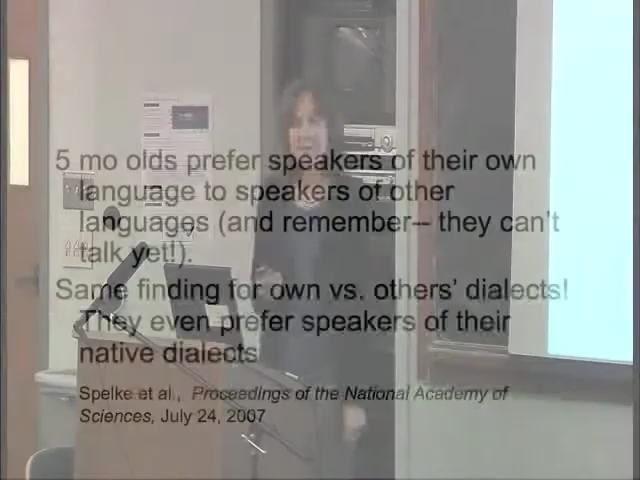 5 mo olds prefer speakers of their own
language to speakers of other
languages (and remember-- they can't
talk yet!).
Same finding for own vs. others' dialects!
They even prefer speakers of their
native dialects
Spelke et al., Proceedings of the National Academy of
Sciences, July 24, 2007